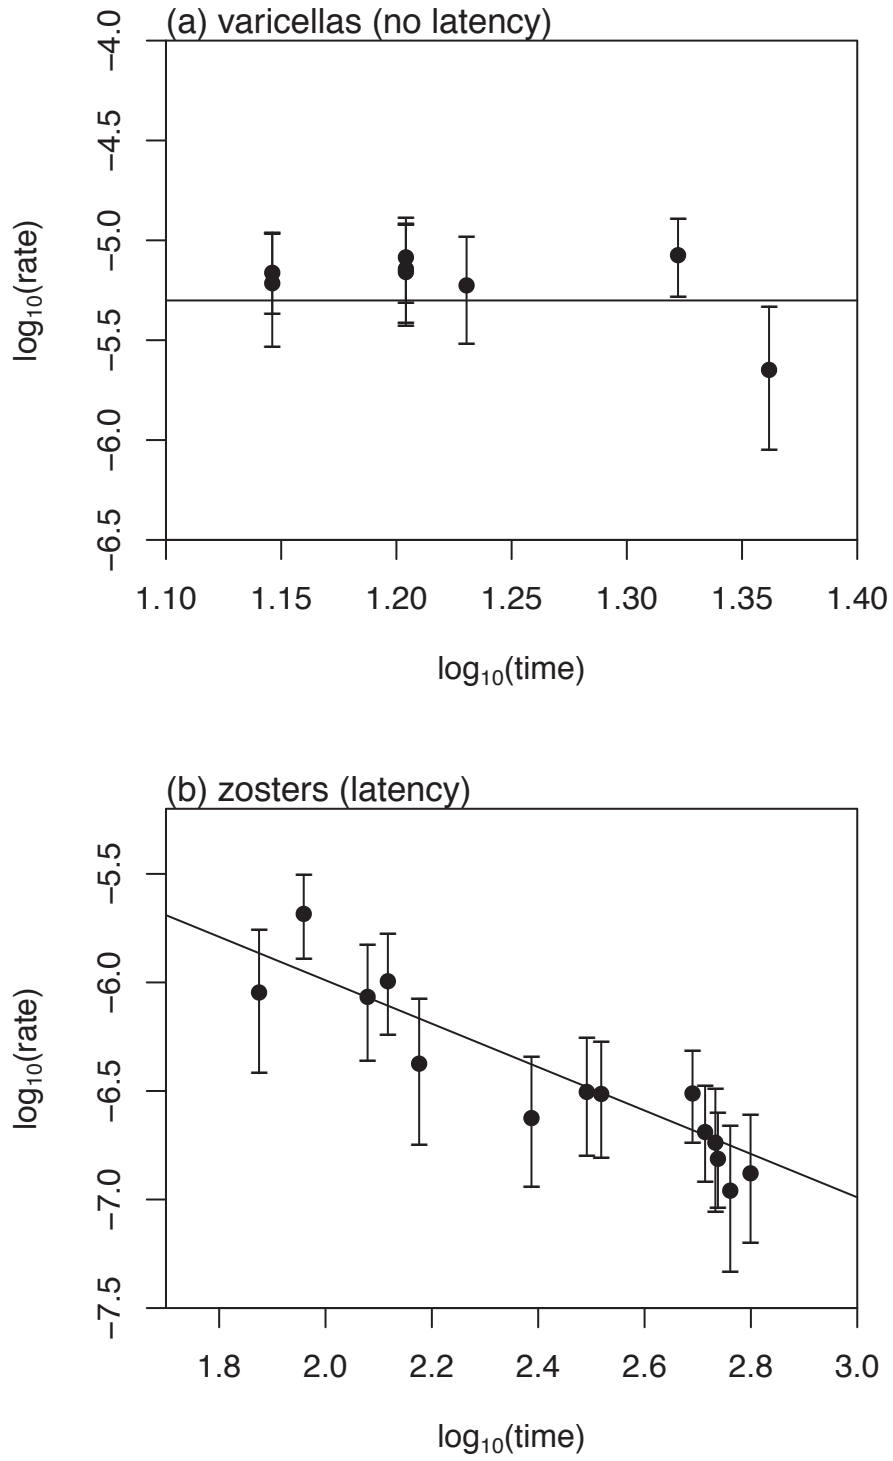 (a) varicellas (no latency)
−4.0
−4.5
−5.0
−5.5
−6.0
−6.5
log₁₀(rate)
1.10 1.15 1.20 1.25 1.30 1.35 1.40
log₁₀(time)
(b) zosters (latency)
−5.5
−6.0
−6.5
−7.0
−7.5
log₁₀(rate)
1.8 2.0 2.2 2.4 2.6 2.8 3.0
log₁₀(time)